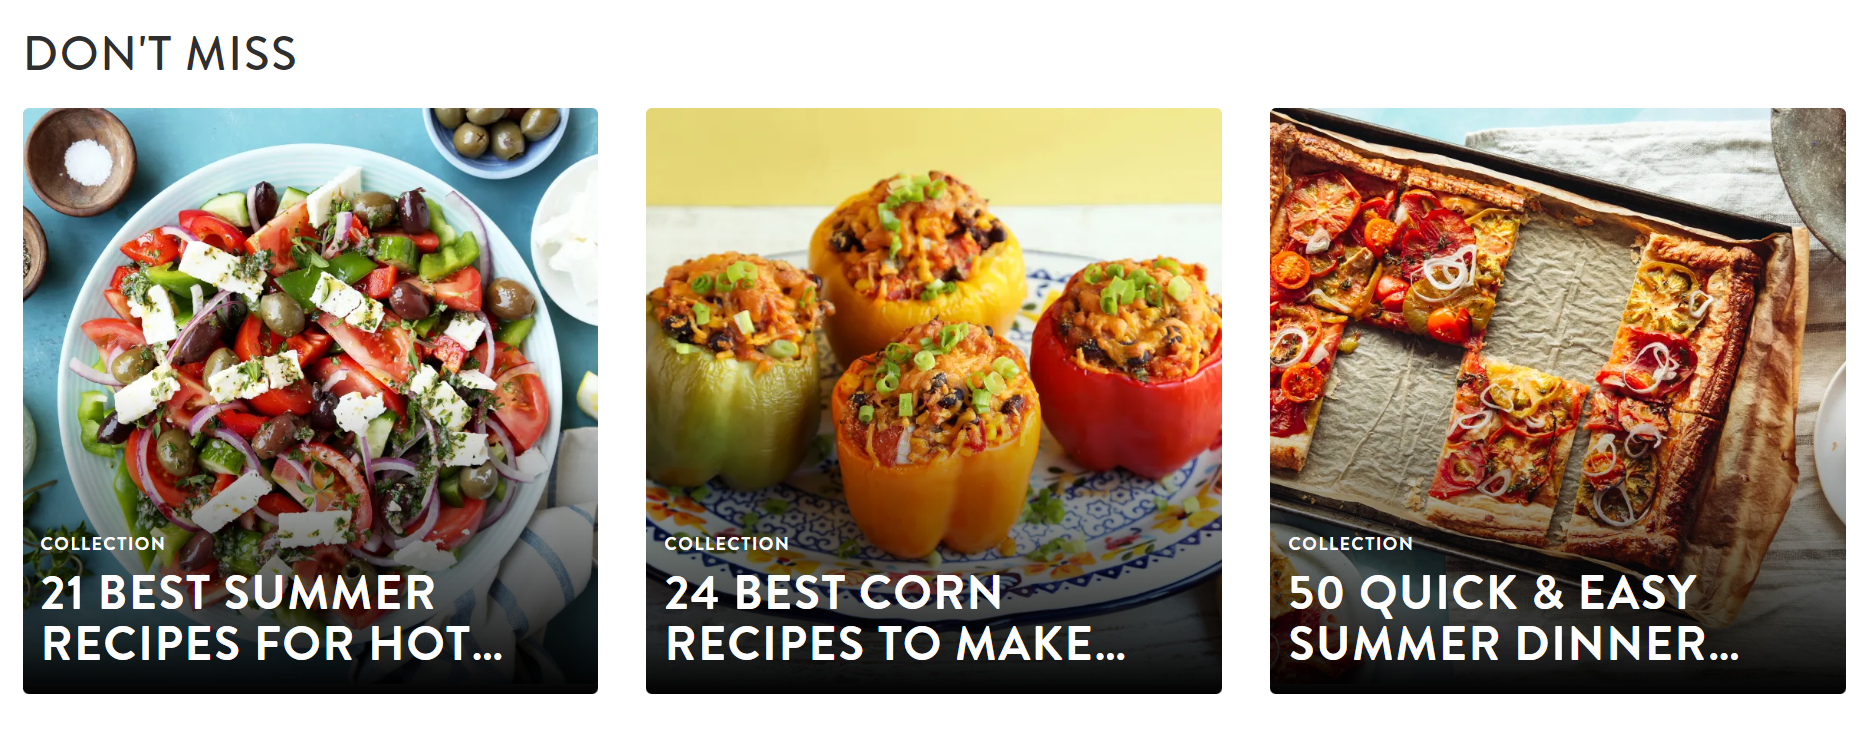 DON'T MISS
COLLECTION
21 BEST SUMMER
RECIPES FOR HOT...
COLLECTION
24 BEST CORN
RECIPES TO MAKE...
COLLECTION
50 QUICK & EASY
SUMMER DINNER...